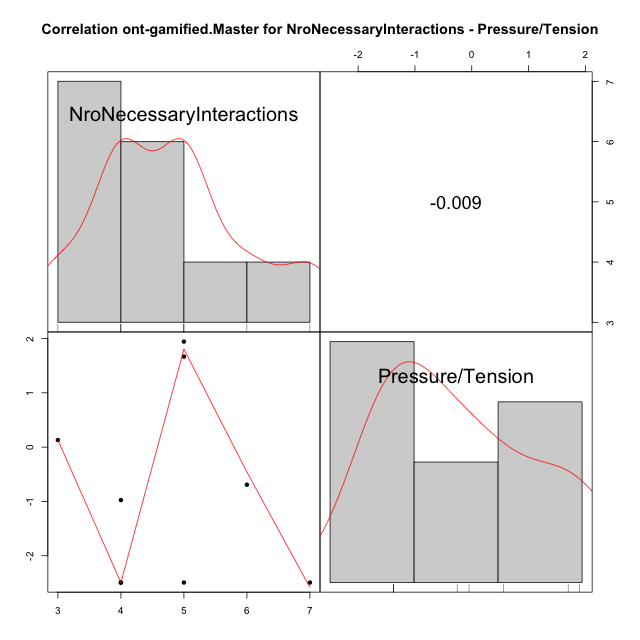 Correlation ont-gamified.Master for NroNecessaryInteractions - Pressure/Tension
-2 -1 0 1 2
NroNecessaryInteractions
7
6
5
4
3
-0.009
2
1
0
-1
-2
Pressure/Tension
3 4 5 6 7